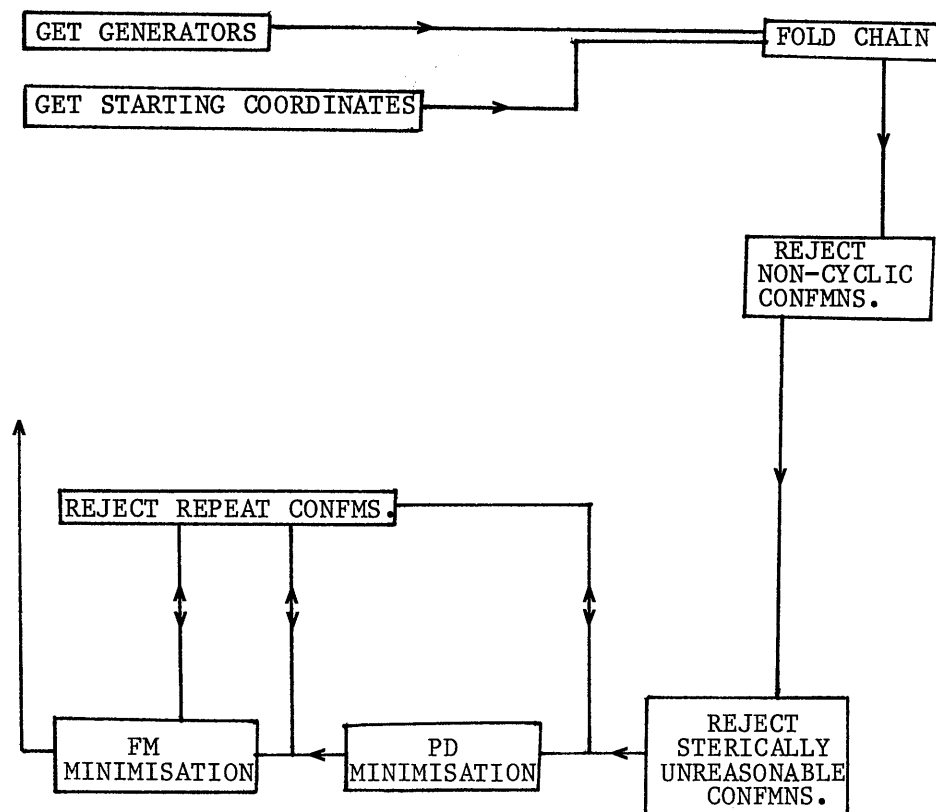 GET GENERATORS
FOLD CHAIN
GET STARTING COORDINATES
REJECT
NON-CYCLIC
CONFMNS.
REJECT REPEAT CONFMS.
FM
MINIMISATION
PD
MINIMISATION
REJECT
STERICALLY
UNREASONABLE
CONFMNS.